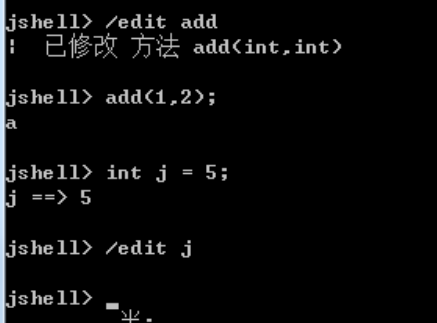 jshell> /edit add
| 已修改 方法 add(int,int)
jshell> add(1,2);
a
jshell> int j = 5;
j ==> 5
jshell> /edit j
jshell> _